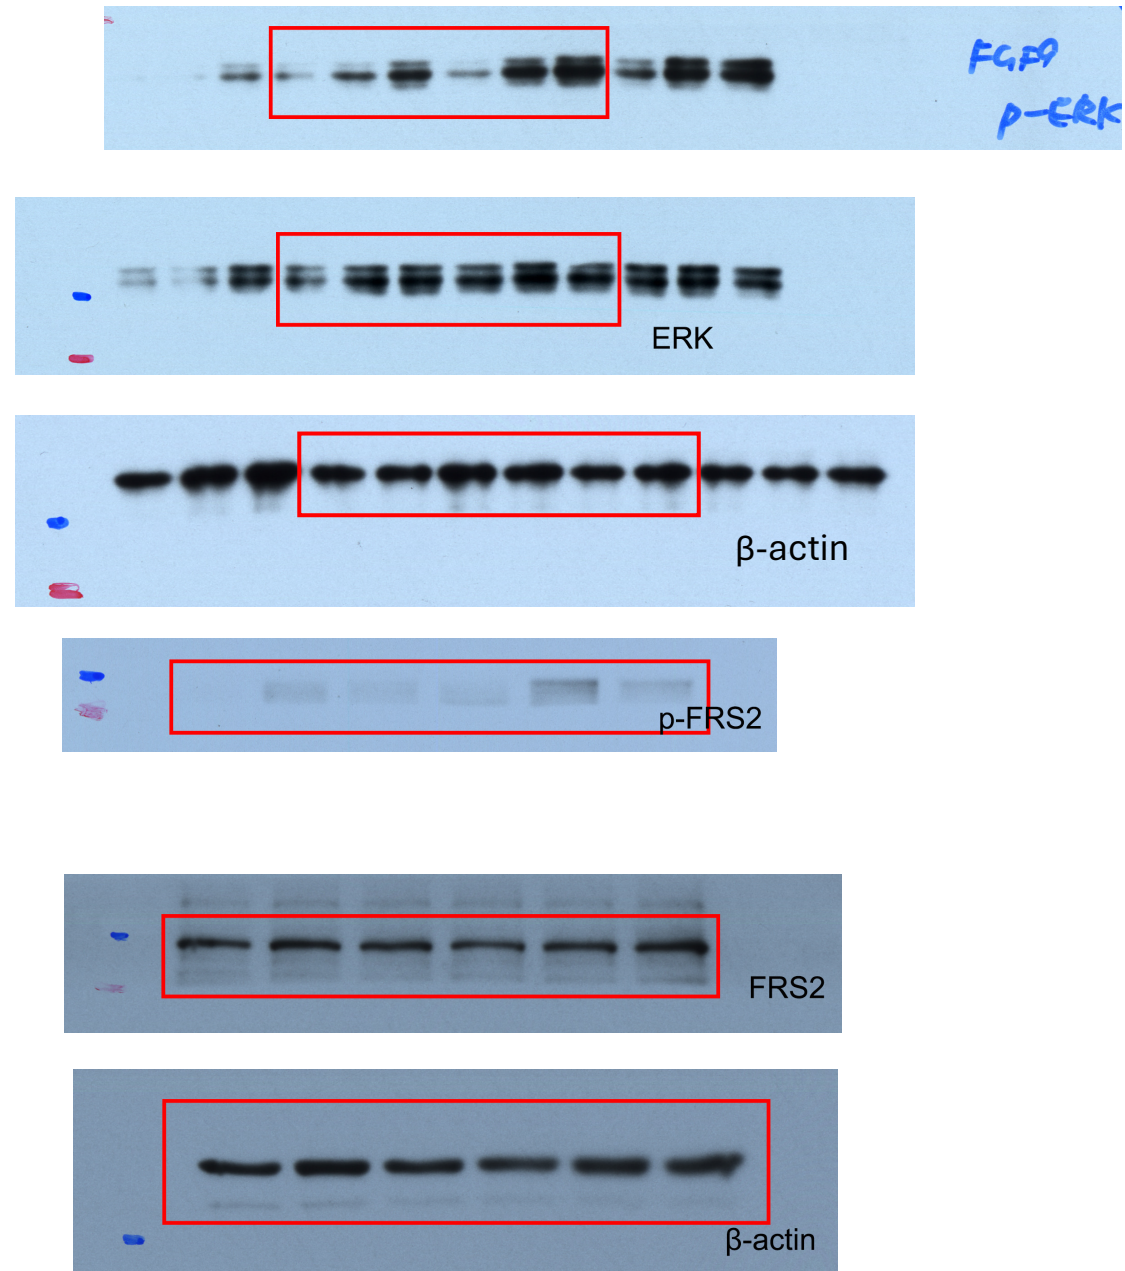 FGF9
p-ERK
ERK
β-actin
p-FRS2
FRS2
β-actin